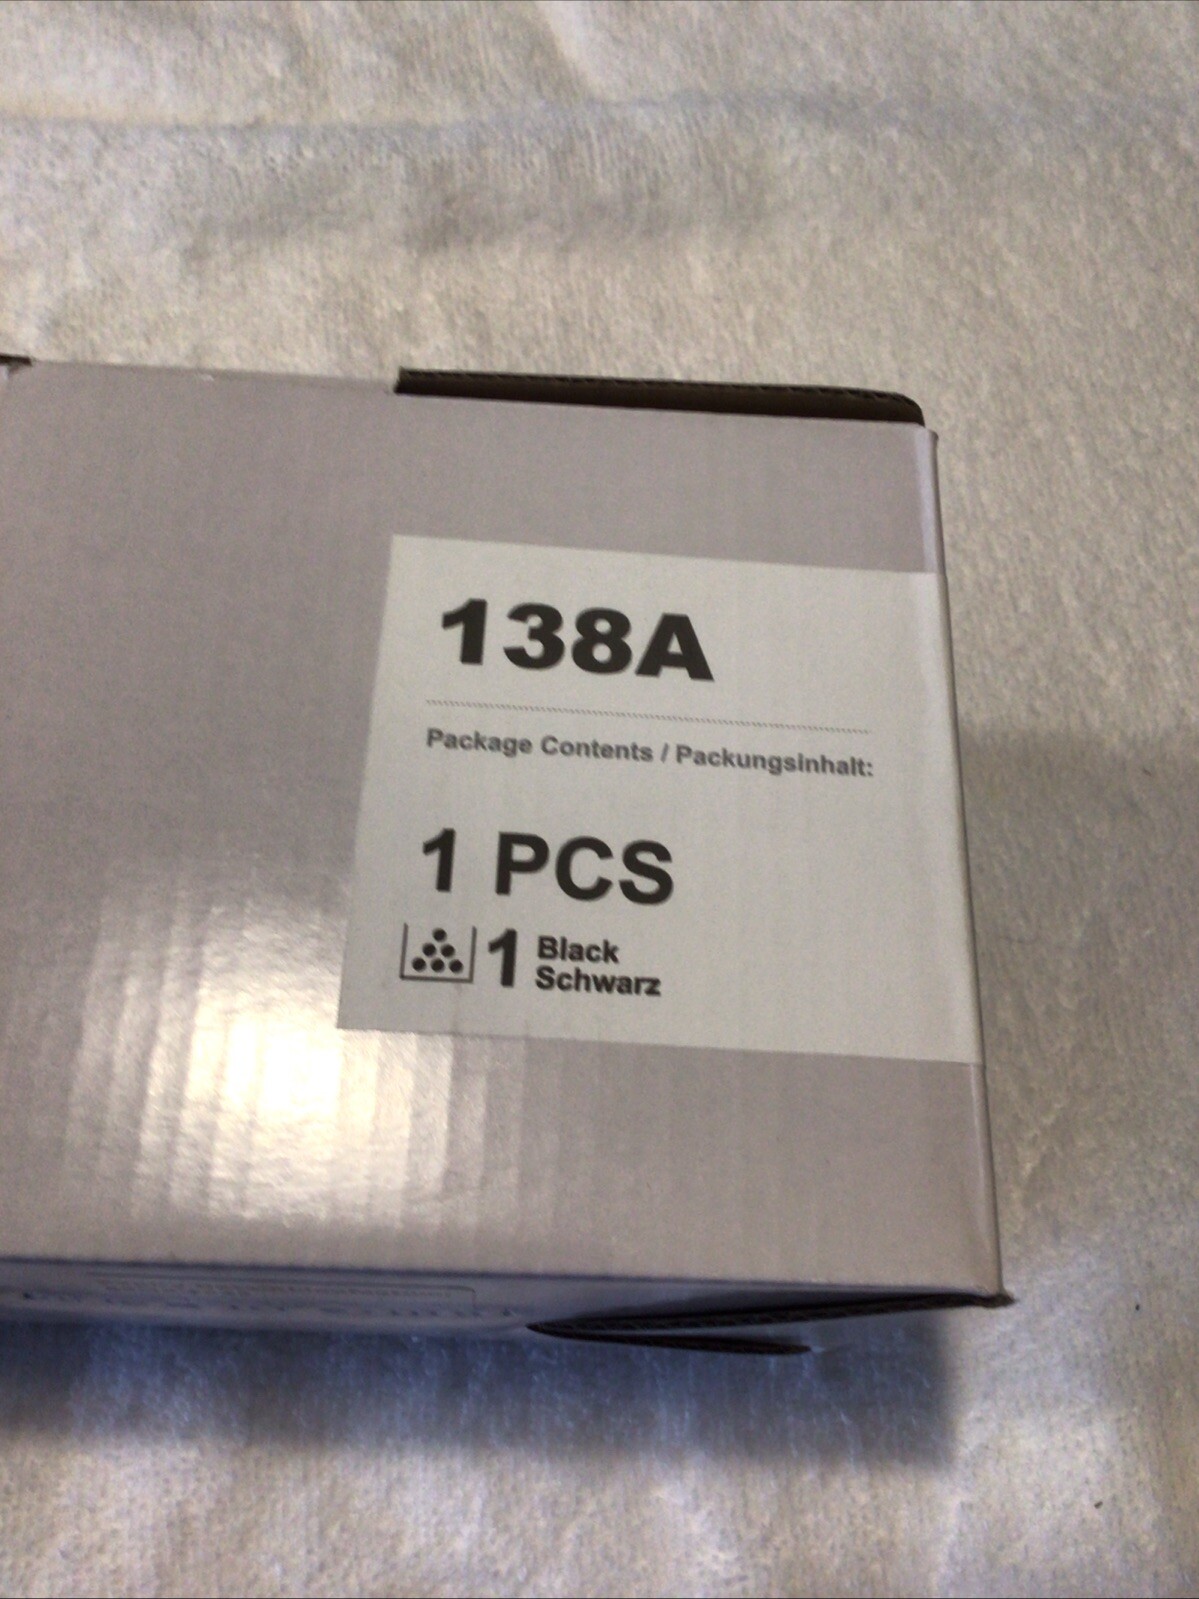 138A
Package Contents / Packungsinhalt:
1 PCS
1 Black
Schwarz